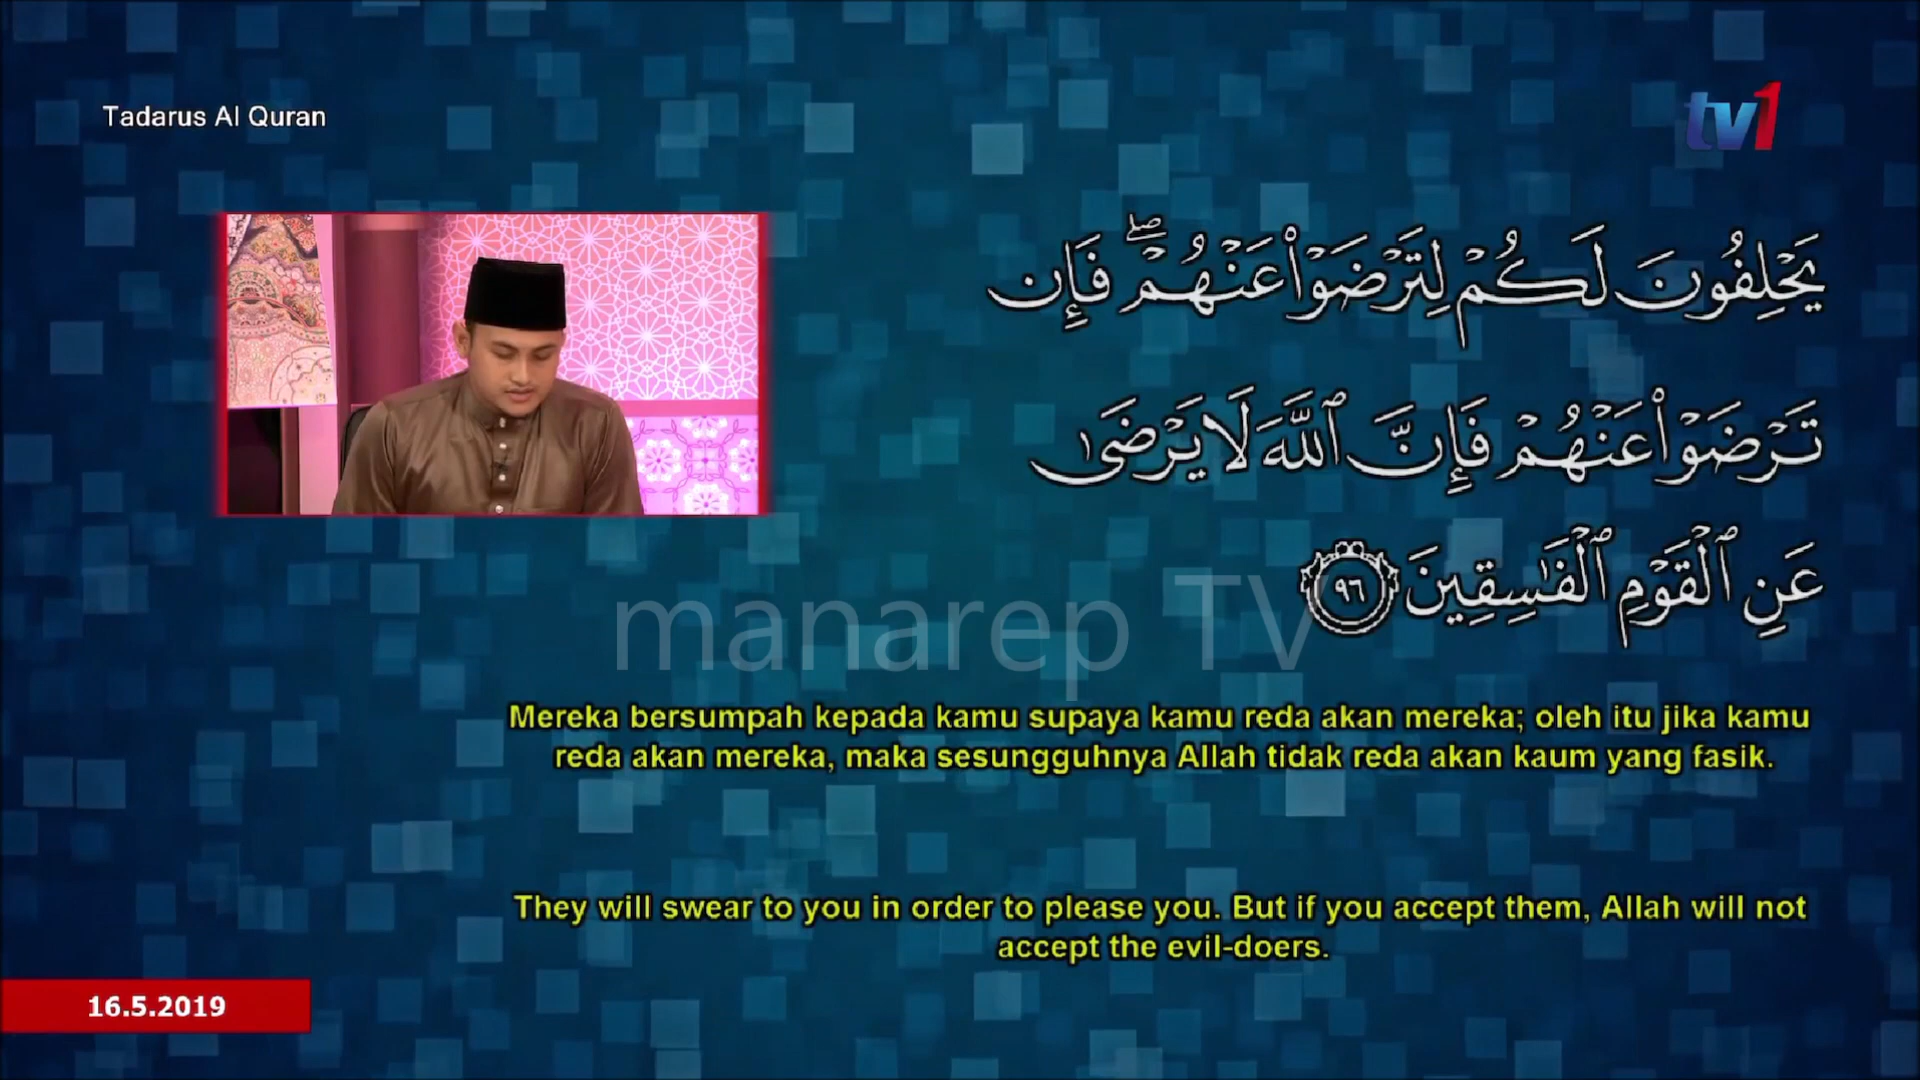 Tadarus Al Quran
tv1
يَحْلِفُونَ لَكُمْ لِتَرْضَوْا۟ عَنْهُمْ ۖ فَإِن
تَرْضَوْا۟ عَنْهُمْ فَإِنَّ ٱللَّهَ لَا يَرْضَىٰ
عَنِ ٱلْقَوْمِ ٱلْفَـٰسِقِينَ ٩٦
manarep TV
Mereka bersumpah kepada kamu supaya kamu reda akan mereka; oleh itu jika kamu
reda akan mereka, maka sesungguhnya Allah tidak reda akan kaum yang fasik.
They will swear to you in order to please you. But if you accept them, Allah will not
accept the evil-doers.
16.5.2019